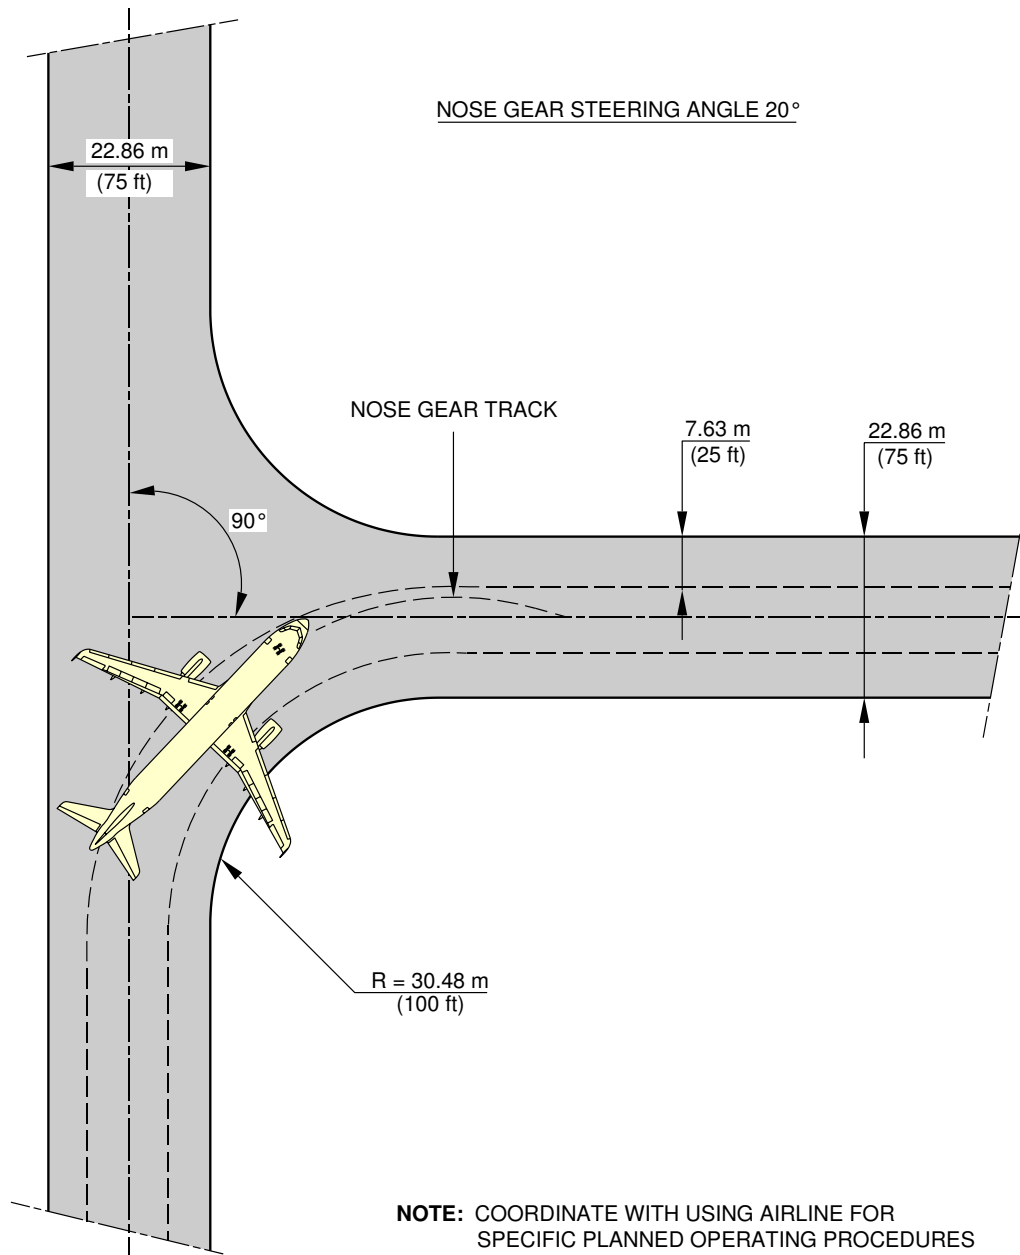 NOSE GEAR STEERING ANGLE 20°
22.86 m
(75 ft)
NOSE GEAR TRACK
7.63 m
(25 ft)
22.86 m
(75 ft)
90°
R = 30.48 m
(100 ft)
NOTE: COORDINATE WITH USING AIRLINE FOR
SPECIFIC PLANNED OPERATING PROCEDURES